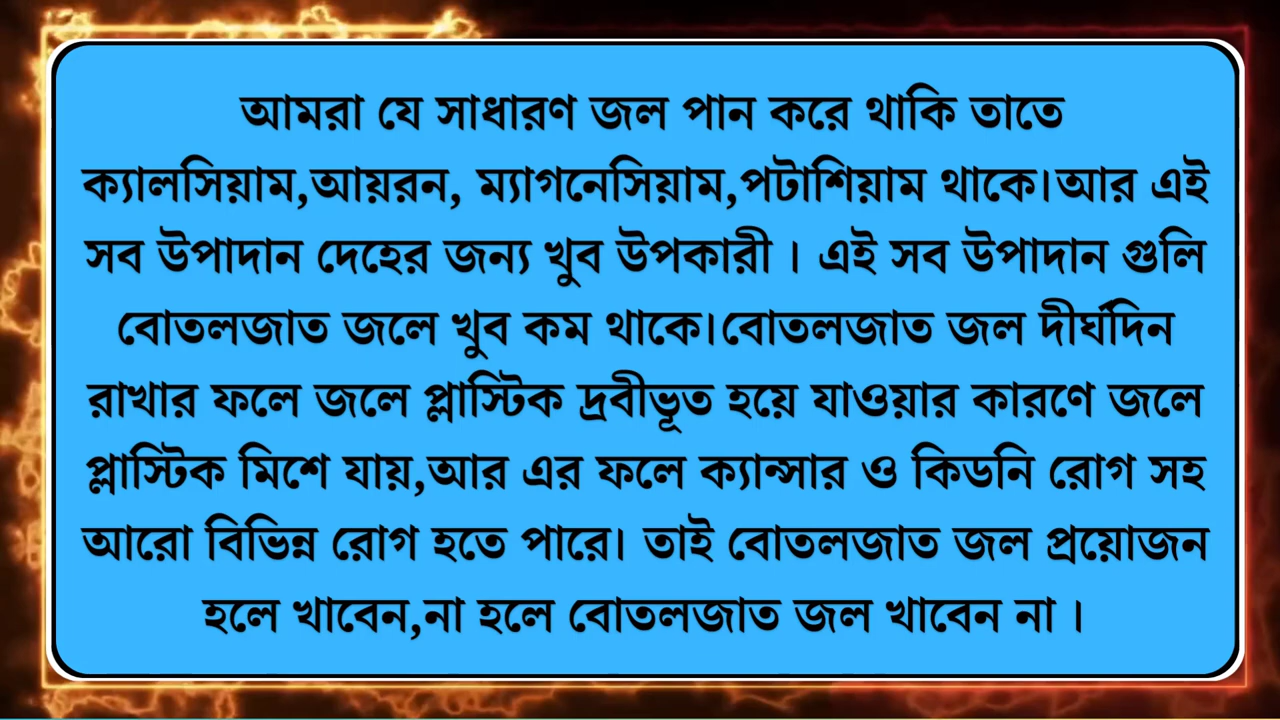 আমরা যে সাধারণ জল পান করে থাকি তাতে
ক্যালসিয়াম,আয়রন, ম্যাগনেসিয়াম,পটাশিয়াম থাকে।আর এই
সব উপাদান দেহের জন্য খুব উপকারী । এই সব উপাদান গুলি
বোতলজাত জলে খুব কম থাকে।বোতলজাত জল দীর্ঘদিন
রাখার ফলে জলে প্লাস্টিক দ্রবীভূত হয়ে যাওয়ার কারণে জলে
প্লাস্টিক মিশে যায়,আর এর ফলে ক্যান্সার ও কিডনি রোগ সহ
আরো বিভিন্ন রোগ হতে পারে। তাই বোতলজাত জল প্রয়োজন
হলে খাবেন,না হলে বোতলজাত জল খাবেন না ।